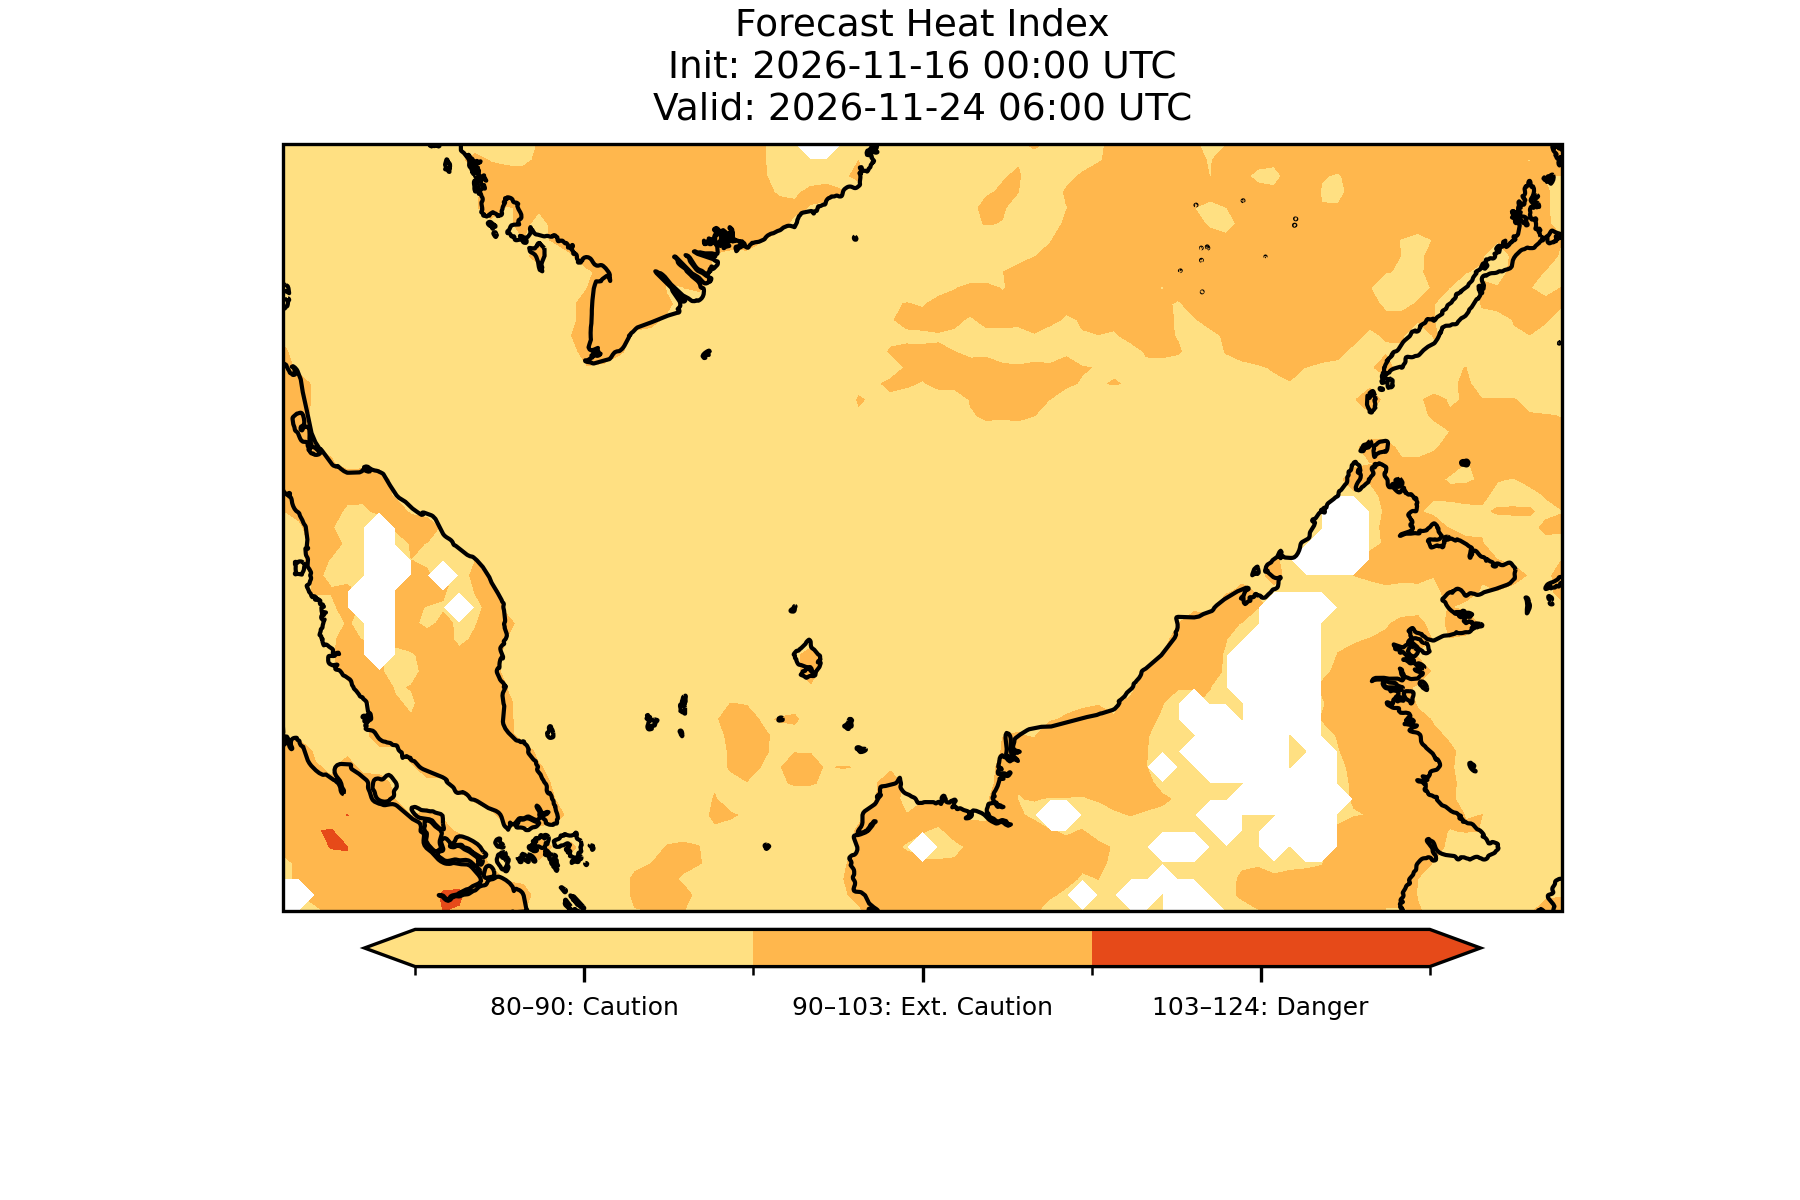 Forecast Heat Index
Init: 2026-11-16 00:00 UTC
Valid: 2026-11-24 06:00 UTC
80–90: Caution
90–103: Ext. Caution
103–124: Danger